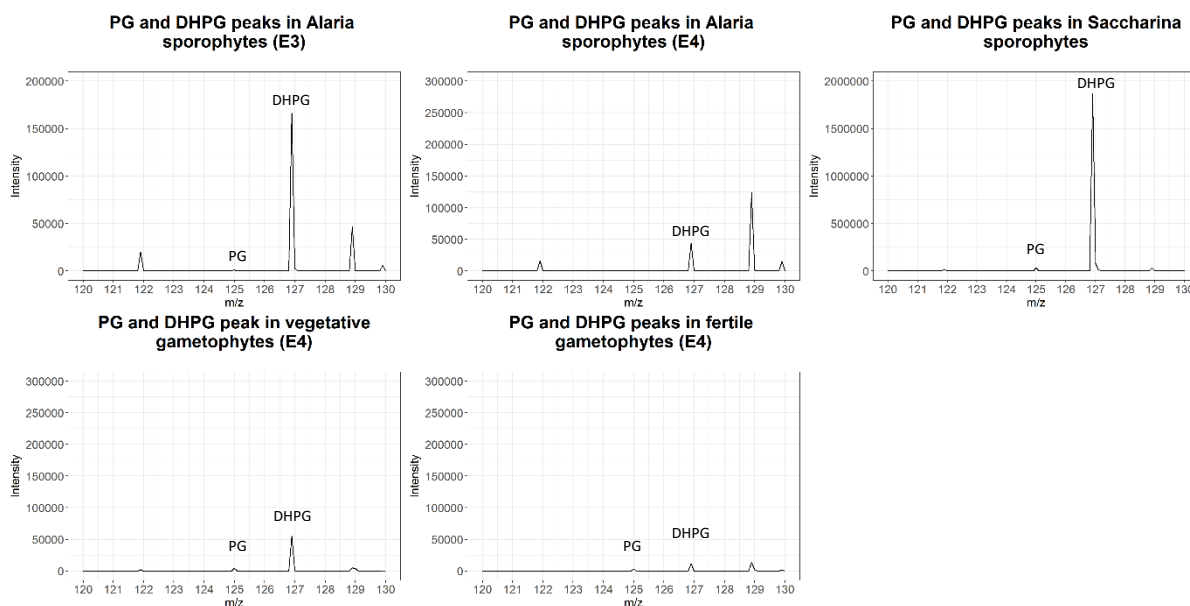 PG and DHPG peaks in Alaria
sporophytes (E3)
200000
150000
100000
50000
0
Intensity
DHPG
PG
120 121 122 123 124 125 126 127 128 129 130
m/z
PG and DHPG peaks in Alaria
sporophytes (E4)
300000
250000
200000
150000
100000
50000
0
Intensity
DHPG
120 121 122 123 124 125 126 127 128 129 130
m/z
PG and DHPG peaks in Saccharina
sporophytes
2000000
1500000
1000000
500000
0
Intensity
DHPG
PG
120 121 122 123 124 125 126 127 128 129 130
m/z
PG and DHPG peak in vegetative
gametophytes (E4)
300000
250000
200000
150000
100000
50000
0
Intensity
DHPG
PG
120 121 122 123 124 125 126 127 128 129 130
m/z
PG and DHPG peaks in fertile
gametophytes (E4)
300000
250000
200000
150000
100000
50000
0
Intensity
DHPG
PG
120 121 122 123 124 125 126 127 128 129 130
m/z